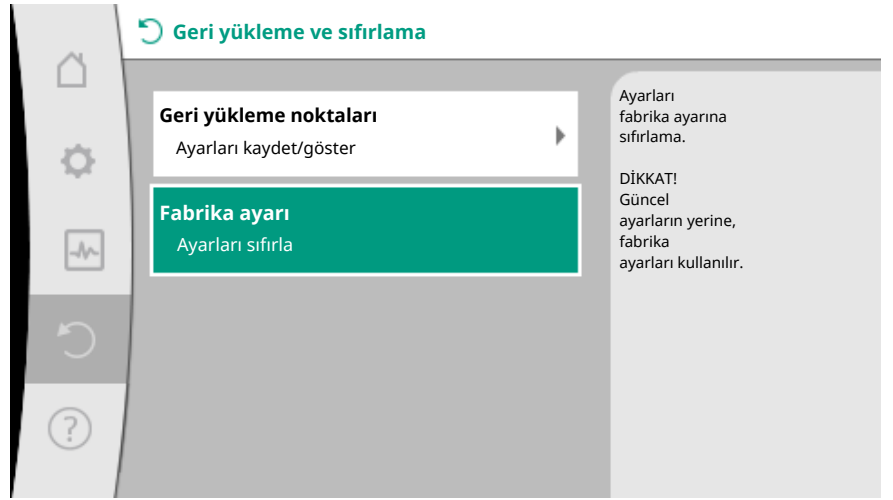 Geri yükleme ve sıfırlama
Geri yükleme noktaları
Ayarları kaydet/göster
Fabrika ayarı
Ayarları sıfırla
Ayarları
fabrika ayarına
sıfırlama.
DİKKAT!
Güncel
ayarların yerine,
fabrika
ayarları kullanılır.